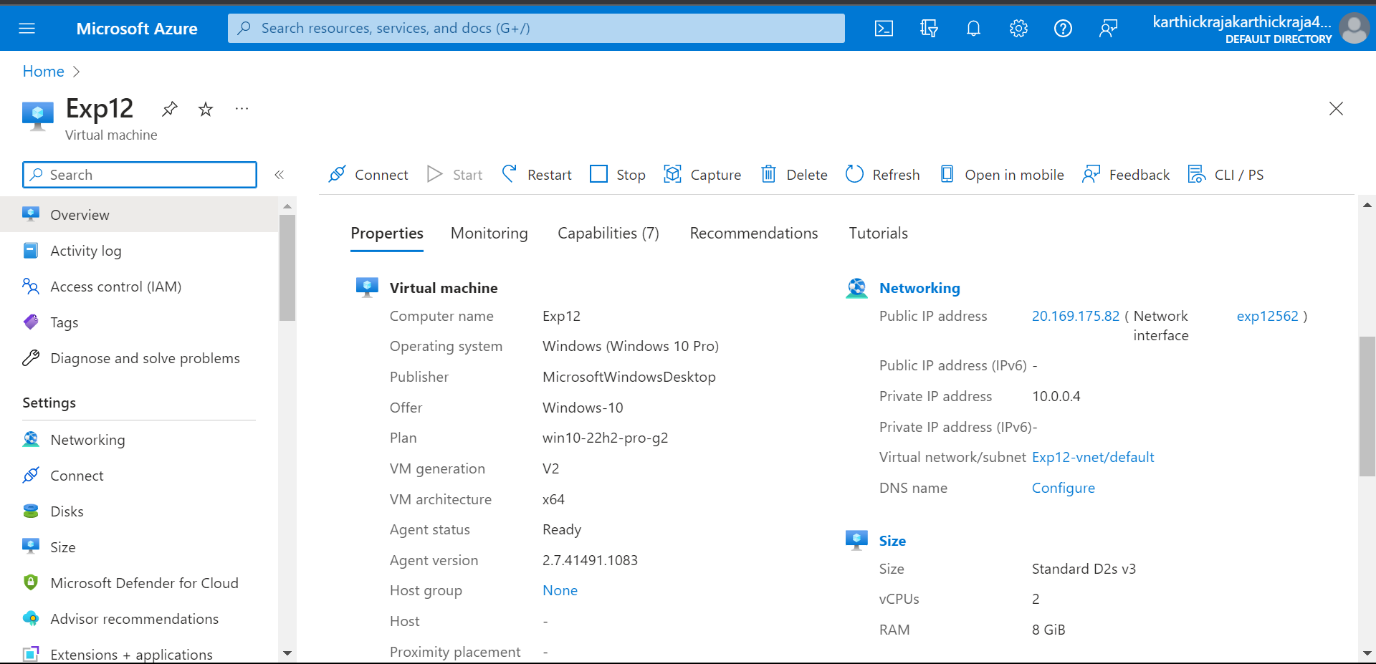 Microsoft Azure
Search resources, services, and docs (G+/)
karthickrajakarthickraja4...
DEFAULT DIRECTORY
Home
Exp12
Virtual machine
Search
Connect Start Restart Stop Capture Delete Refresh Open in mobile Feedback CLI / PS
Overview
Activity log
Access control (IAM)
Tags
Diagnose and solve problems
Settings
Networking
Connect
Disks
Size
Microsoft Defender for Cloud
Advisor recommendations
Extensions + applications
Properties Monitoring Capabilities (7) Recommendations Tutorials
Virtual machine
Computer name Exp12
Operating system Windows (Windows 10 Pro)
Publisher MicrosoftWindowsDesktop
Offer Windows-10
Plan win10-22h2-pro-g2
VM generation V2
VM architecture x64
Agent status Ready
Agent version 2.7.41491.1083
Host group None
Host -
Proximity placement -
Networking
Public IP address 20.169.175.82 ( Network exp12562 )
interface
Public IP address (IPv6) -
Private IP address 10.0.0.4
Private IP address (IPv6)-
Virtual network/subnet Exp12-vnet/default
DNS name Configure
Size
Size Standard D2s v3
vCPUs 2
RAM 8 GiB